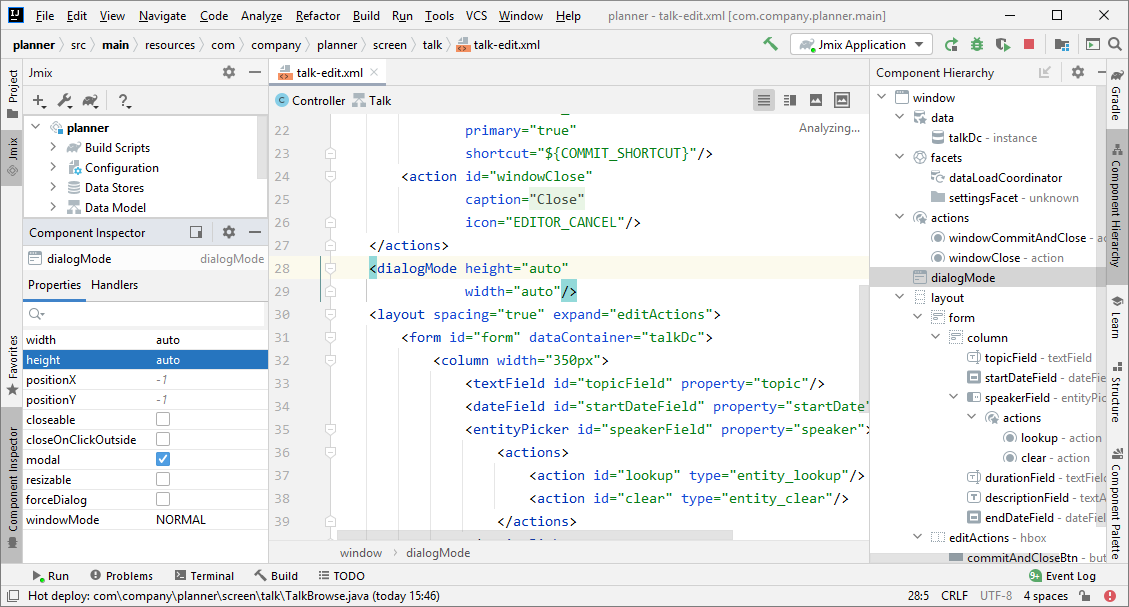 File Edit View Navigate Code Analyze Refactor Build Run Tools VCS Window Help planner - talk-edit.xml [com.company.planner.main]
planner src main resources com company planner screen talk talk-edit.xml Jmix Application
Project
Jmix
Favorites
Component Inspector
Jmix
planner
Build Scripts
Configuration
Data Stores
Data Model
Component Inspector
dialogMode dialogMode
Properties Handlers
width auto
height auto
positionX -1
positionY -1
closeable
closeOnClickOutside
modal
resizable
forceDialog
windowMode NORMAL
talk-edit.xml
C Controller Talk
Analyzing...
22 primary="true"
23 shortcut="${COMMIT_SHORTCUT}"/>
24 <action id="windowClose"
25 caption="Close"
26 icon="EDITOR_CANCEL"/>
27 </actions>
28 <dialogMode height="auto"
29 width="auto"/>
30 <layout spacing="true" expand="editActions">
31 <form id="form" dataContainer="talkDc">
32 <column width="350px">
33 <textField id="topicField" property="topic"/>
34 <dateField id="startDateField" property="startDate"
35 <entityPicker id="speakerField" property="speaker">
36 <actions>
37 <action id="lookup" type="entity_lookup"/>
38 <action id="clear" type="entity_clear"/>
39 </actions>
window dialogMode
Component Hierarchy
window
data
talkDc - instance
facets
dataLoadCoordinator
settingsFacet - unknown
actions
windowCommitAndClose - ac
windowClose - action
dialogMode
layout
form
column
topicField - textField
startDateField - dateFie
speakerField - entityPic
actions
lookup - action
clear - action
durationField - textField
descriptionField - textA
endDateField - dateField
editActions - hbox
commitAndCloseBtn - but
Gradle
Component Hierarchy
Learn
Structure
Component Palette
Run Problems Terminal Build TODO 9+ Event Log
Hot deploy: com\company\planner\screen\talk\TalkBrowse.java (today 15:46) 28:5 CRLF UTF-8 4 spaces